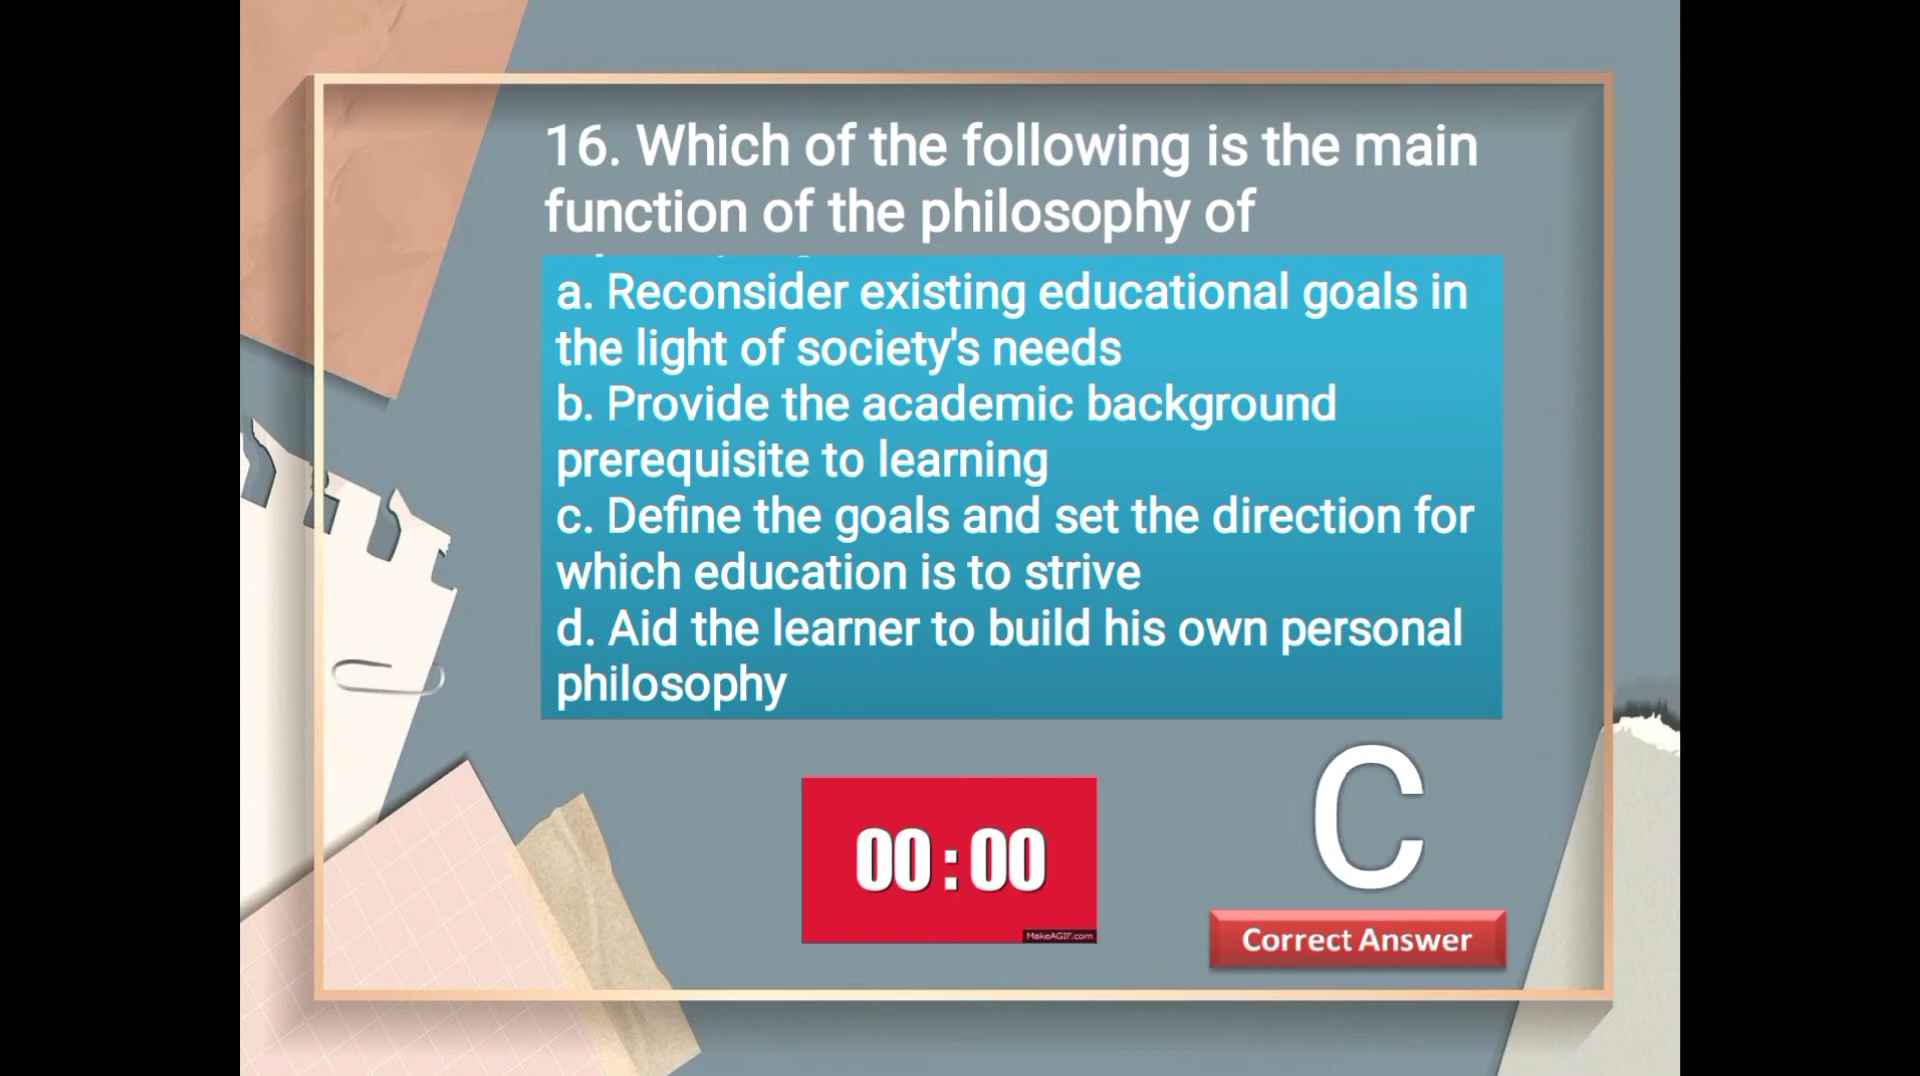 16. Which of the following is the main
function of the philosophy of
a. Reconsider existing educational goals in
the light of society's needs
b. Provide the academic background
prerequisite to learning
c. Define the goals and set the direction for
which education is to strive
d. Aid the learner to build his own personal
philosophy
C
00:00
MakeAGIF.com
Correct Answer